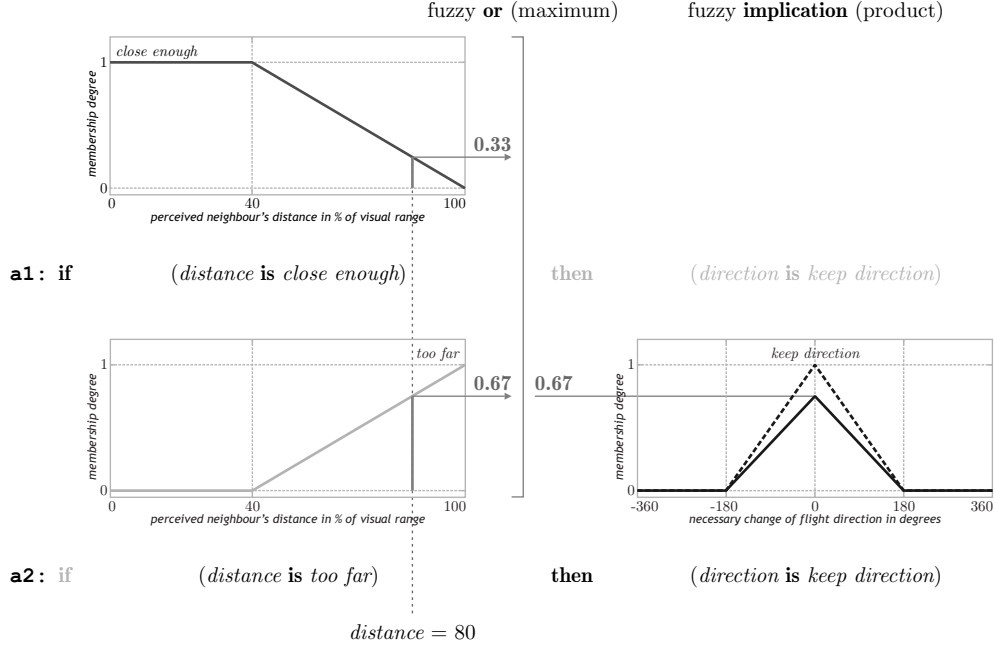 fuzzy or (maximum) fuzzy implication (product)
close enough
membership degree
1
0.33
0
0 40 100
perceived neighbour's distance in % of visual range
a1: if (distance is close enough) then (direction is keep direction)
too far
membership degree
1
0.67
0
0 40 100
perceived neighbour's distance in % of visual range
0.67
keep direction
membership degree
1
0
-360 -180 0 180 360
necessary change of flight direction in degrees
a2: if (distance is too far) then (direction is keep direction)
distance = 80